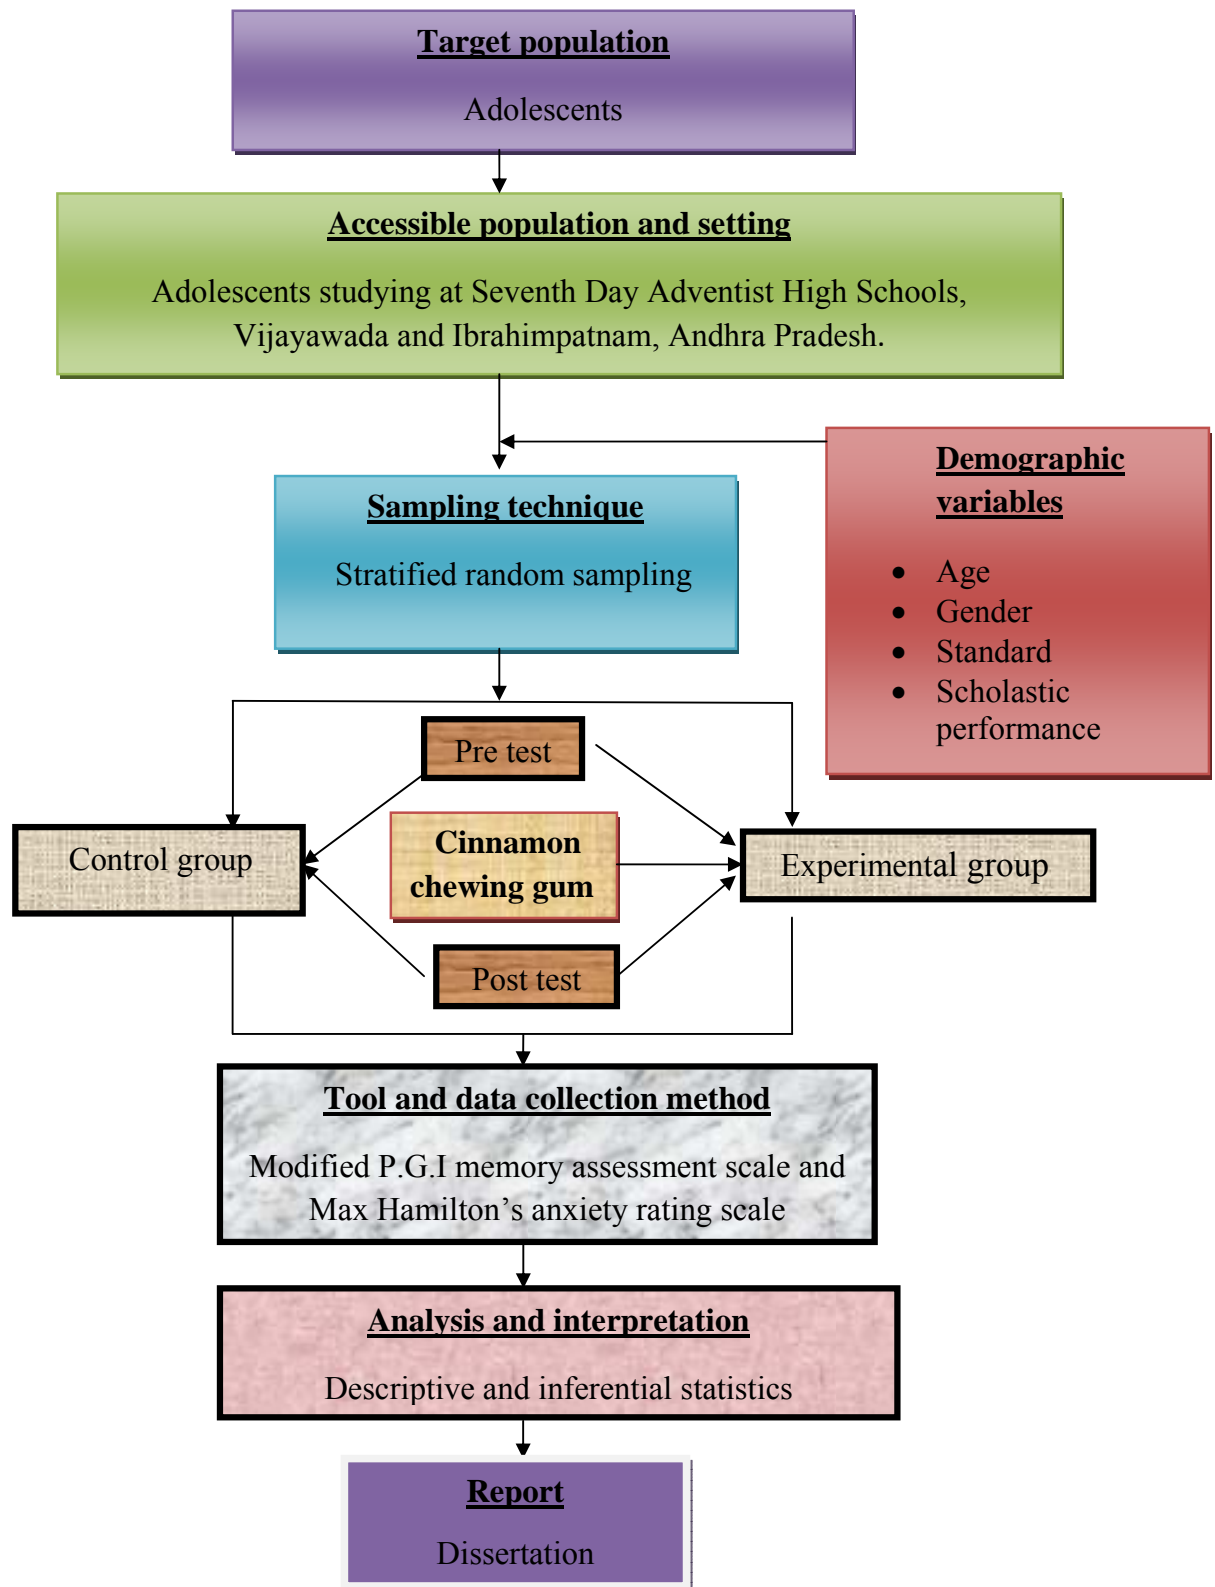 Target population
Adolescents
Accessible population and setting
Adolescents studying at Seventh Day Adventist High Schools,
Vijayawada and Ibrahimpatnam, Andhra Pradesh.
Demographic
variables
• Age
• Gender
• Standard
• Scholastic
performance
Sampling technique
Stratified random sampling
Pre test
Control group
Cinnamon
chewing gum
Experimental group
Post test
Tool and data collection method
Modified P.G.I memory assessment scale and
Max Hamilton’s anxiety rating scale
Analysis and interpretation
Descriptive and inferential statistics
Report
Dissertation